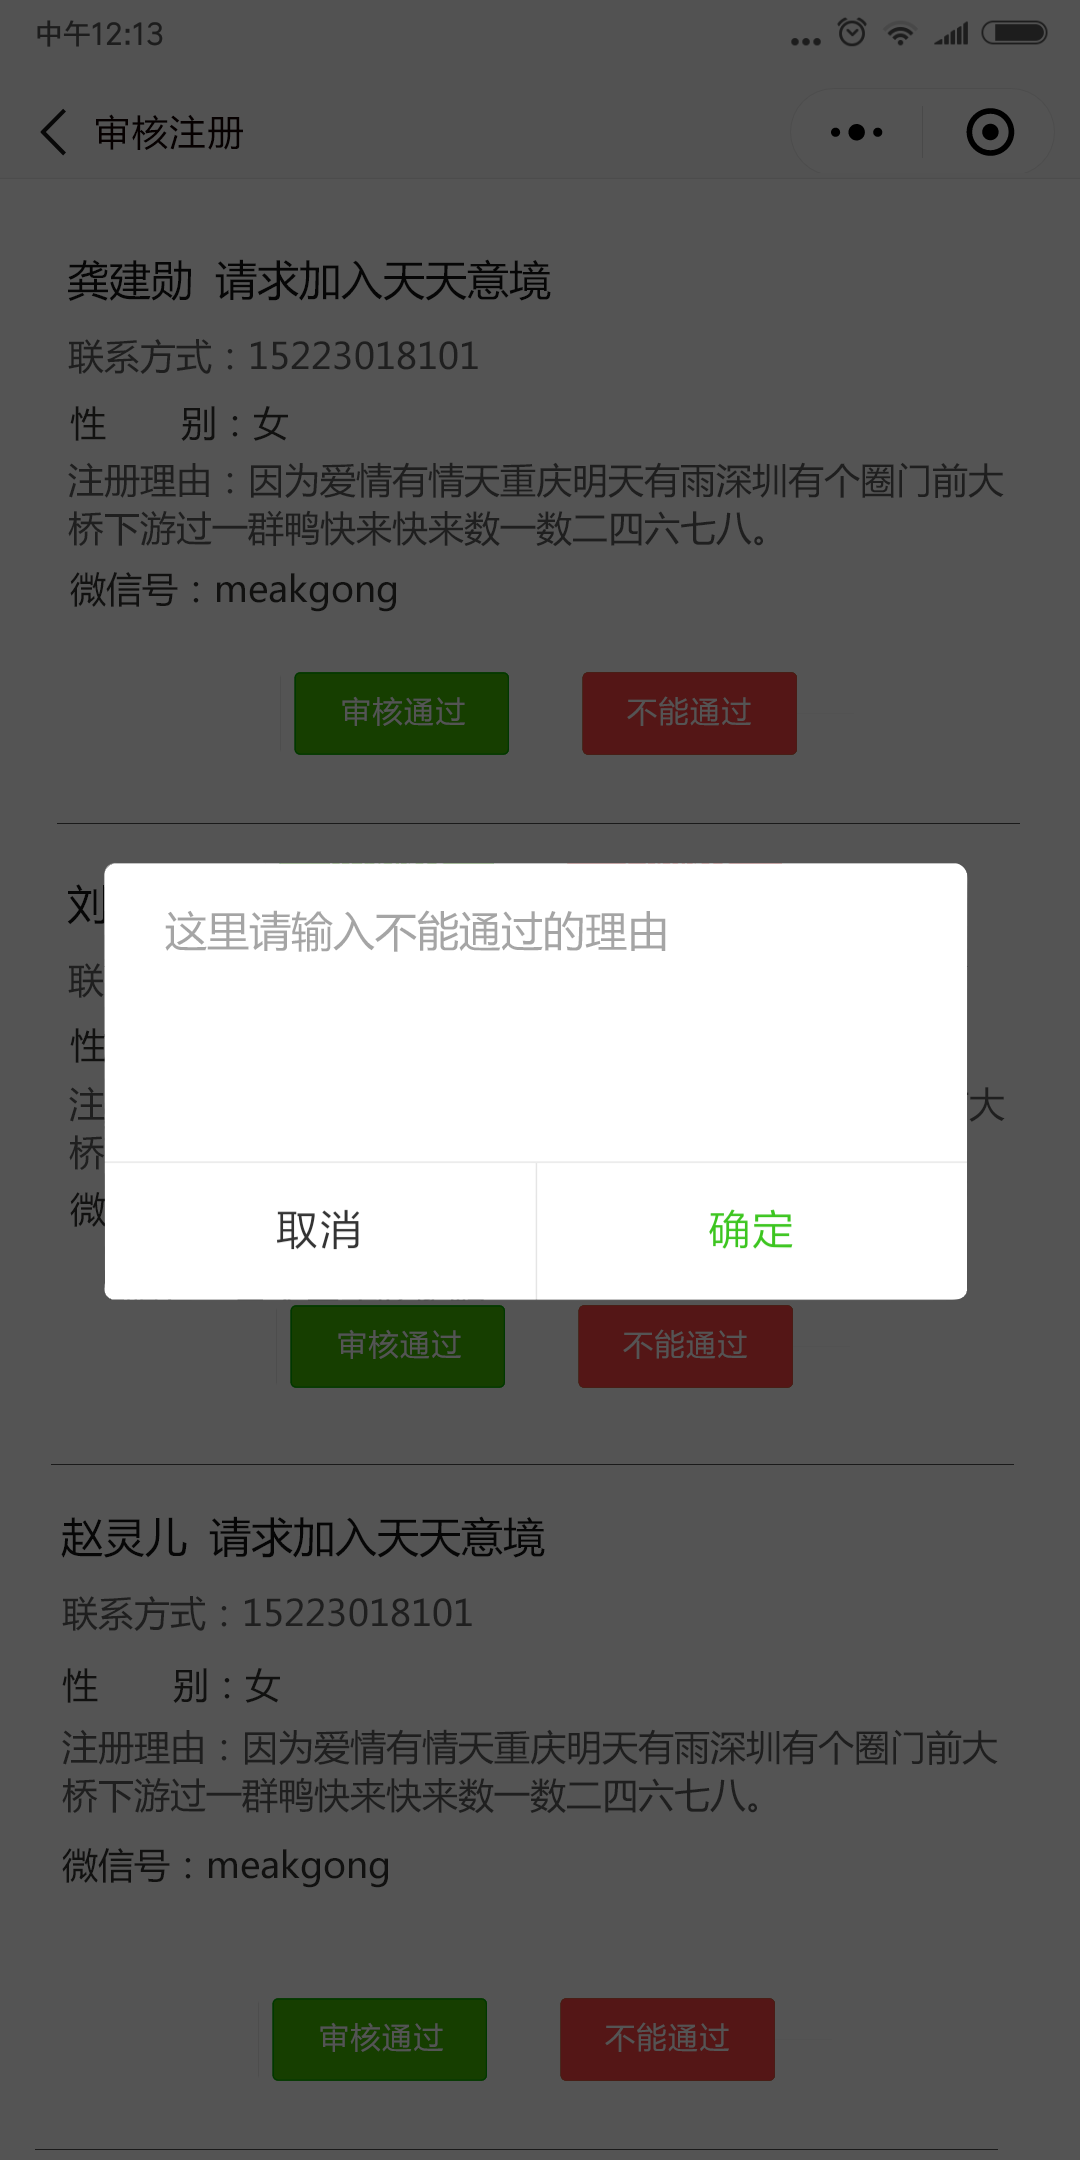 中午12:13
审核注册
龚建勋 请求加入天天意境
联系方式：15223018101
性 别：女
注册理由：因为爱情有情天重庆明天有雨深圳有个圈门前大
桥下游过一群鸭快来快来数一数二四六七八。
微信号：meakgong
审核通过 不能通过
刘
这里请输入不能通过的理由
联
性
注 大
桥
微
取消 确定
审核通过 不能通过
赵灵儿 请求加入天天意境
联系方式：15223018101
性 别：女
注册理由：因为爱情有情天重庆明天有雨深圳有个圈门前大
桥下游过一群鸭快来快来数一数二四六七八。
微信号：meakgong
审核通过 不能通过